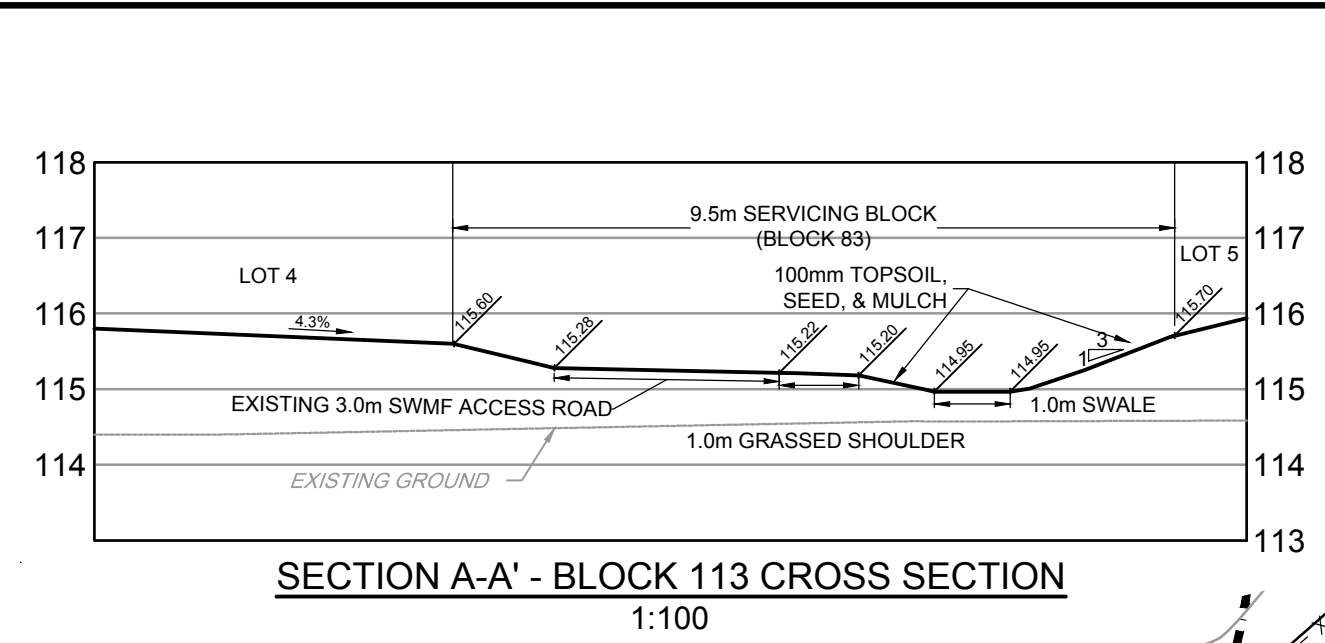 118
118
9.5m SERVICING BLOCK
(BLOCK 83)
117
117
LOT 4
LOT 5
100mm TOPSOIL,
SEED, & MULCH
116
116
4.3%
115.60
115.28
115.22
115.20
114.95
114.95
115.70
3
1
115
115
EXISTING 3.0m SWMF ACCESS ROAD
1.0m SWALE
1.0m GRASSED SHOULDER
114
114
EXISTING GROUND
113
SECTION A-A' - BLOCK 113 CROSS SECTION
1:100